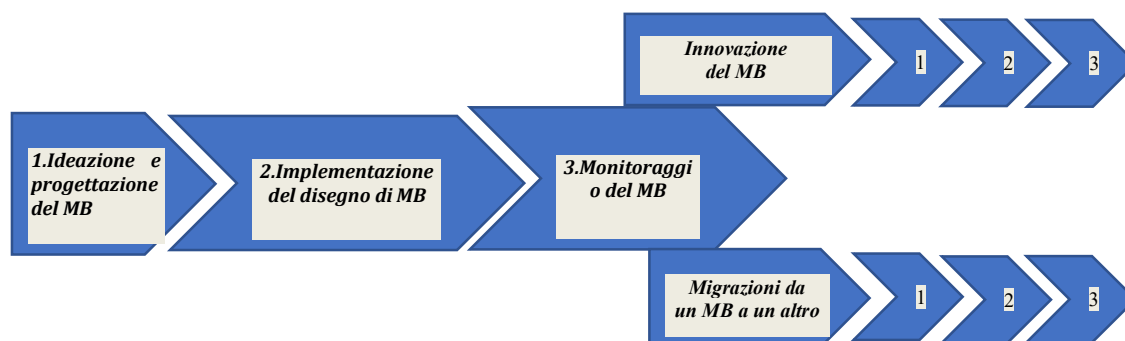 Innovazione
del MB
1
2
3
1.Ideazione e
progettazione
del MB
2.Implementazione
del disegno di MB
3.Monitoraggi
o del MB
Migrazioni da
un MB a un altro
1
2
3